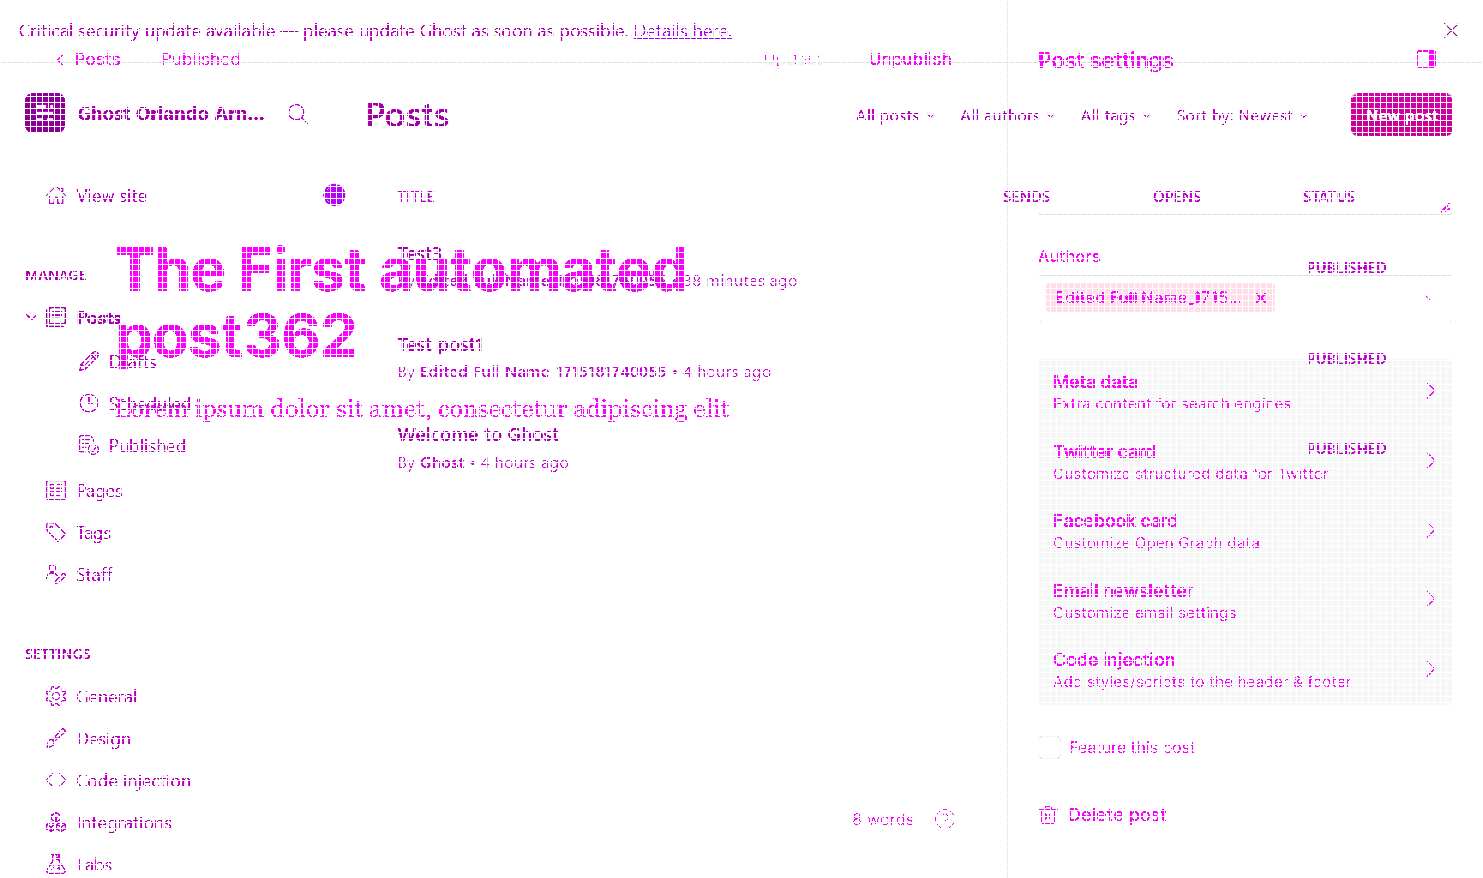 Critical security update available — please update Ghost as soon as possible. Details here.
Posts
Published
Unpublish
Post settings
Ghost Orlando Arn...
Posts
All posts
All authors
All tags
Sort by: Newest
New post
View site
TITLE
SENDS
OPENS
STATUS
Test3
The First automated
post362
MANAGE
Authors
PUBLISHED
38 minutes ago
Edited Full Name_1715...
Posts
Test post1
PUBLISHED
Drafts
By Edited Full Name 1715181740055 • 4 hours ago
Meta data
Extra content for search engines
Scheduled
Lorem ipsum dolor sit amet, consectetur adipiscing elit
Welcome to Ghost
Published
By Ghost • 4 hours ago
PUBLISHED
Twitter card
Customize structured data for Twitter
Pages
Facebook card
Customize Open Graph data
Tags
Staff
Email newsletter
Customize email settings
SETTINGS
Code injection
Add styles/scripts to the header & footer
General
Design
Feature this post
Code injection
Integrations
8 words
Delete post
Labs